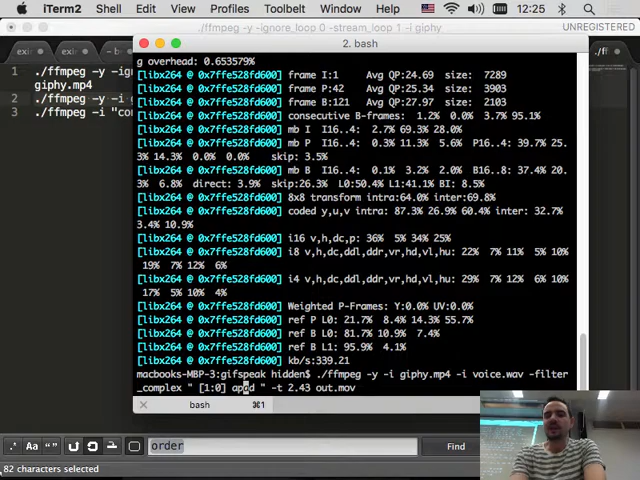 iTerm2 Shell Edit View Profiles Toolbelt Window Help 12:25
./ffmpeg -y -ignore_loop 0 -stream_loop 1 -i giphy
UNREGISTERED
2. bash
1 ./ffmpeg -y -ig
giphy.mp4
2 ./ffmpeg -y -i g
3 ./ffmpeg -i "co
g overhead: 0.653579%
[libx264 @ 0x7ffe528fd600] frame I:1 Avg QP:24.69 size: 7289
[libx264 @ 0x7ffe528fd600] frame P:42 Avg QP:25.34 size: 3903
[libx264 @ 0x7ffe528fd600] frame B:121 Avg QP:27.97 size: 2103
[libx264 @ 0x7ffe528fd600] consecutive B-frames: 1.2% 0.0% 3.7% 95.1%
[libx264 @ 0x7ffe528fd600] mb I I16..4: 2.7% 69.3% 28.0%
[libx264 @ 0x7ffe528fd600] mb P I16..4: 0.3% 11.3% 5.6% P16..4: 39.7% 25.
3% 14.3% 0.0% 0.0% skip: 3.5%
[libx264 @ 0x7ffe528fd600] mb B I16..4: 0.1% 3.2% 2.0% B16..8: 37.4% 20.
B% 6.8% direct: 3.9% skip:26.3% L0:50.4% L1:41.1% BI: 8.5%
[libx264 @ 0x7ffe528fd600] 8x8 transform intra:64.0% inter:69.8%
[libx264 @ 0x7ffe528fd600] coded y,u,v intra: 87.3% 26.9% 60.4% inter: 32.7%
3.4% 10.9%
[libx264 @ 0x7ffe528fd600] i16 v,h,dc,p: 36% 5% 34% 25%
[libx264 @ 0x7ffe528fd600] i8 v,h,dc,ddl,ddr,vr,hd,vl,hu: 22% 7% 11% 5% 10%
19% 7% 12% 6%
[libx264 @ 0x7ffe528fd600] i4 v,h,dc,ddl,ddr,vr,hd,vl,hu: 29% 7% 12% 6% 10%
17% 5% 10% 4%
[libx264 @ 0x7ffe528fd600] Weighted P-Frames: Y:0.0% UV:0.0%
[libx264 @ 0x7ffe528fd600] ref P L0: 21.7% 8.4% 14.3% 55.7%
[libx264 @ 0x7ffe528fd600] ref B L0: 81.7% 10.9% 7.4%
[libx264 @ 0x7ffe528fd600] ref B L1: 95.9% 4.1%
[libx264 @ 0x7ffe528fd600] kb/s:339.21
macbooks-MBP-3:gifspeak hidden$ ./ffmpeg -y -i giphy.mp4 -i voice.wav -filter
_complex " [1:0] apad " -t 2.43 out.mov
bash ⌘1
.* Aa "" order Find
82 characters selected